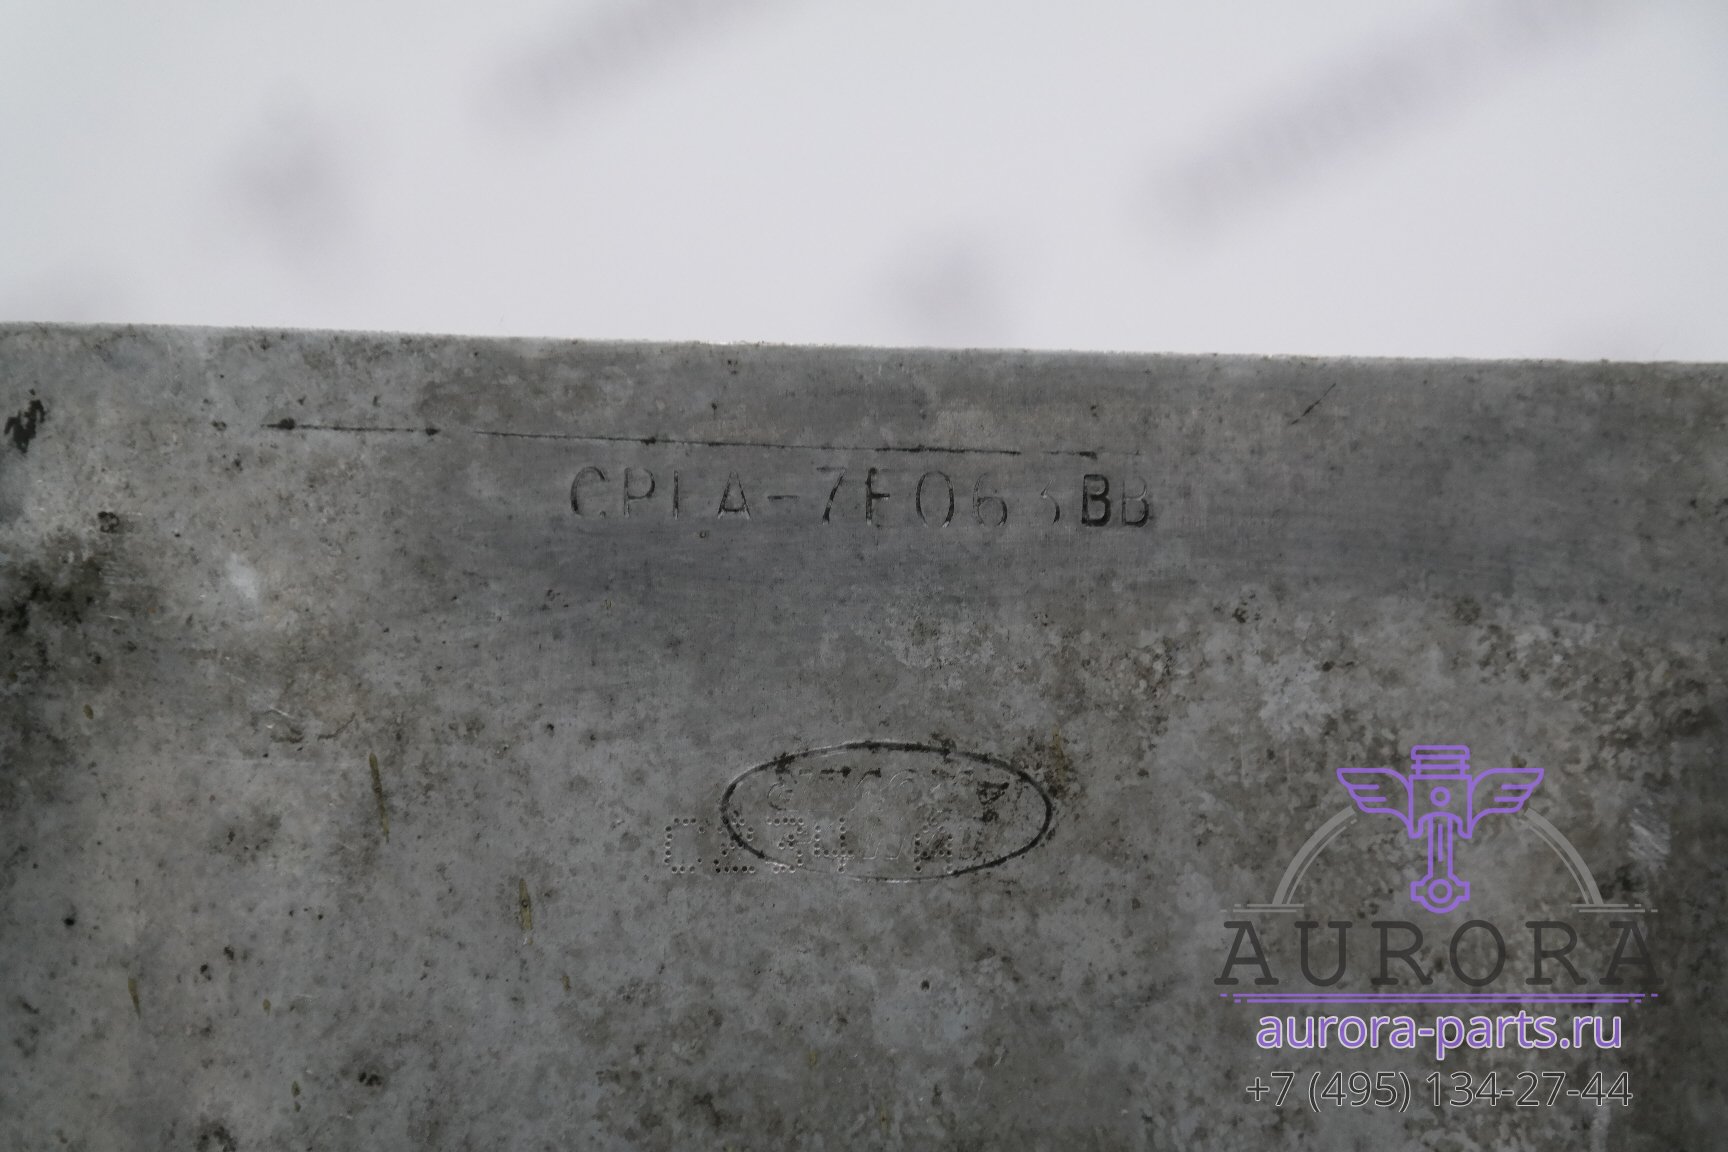 CPLA-7E063BB
AURORA
aurora-parts.ru
+7 (495) 134-27-44